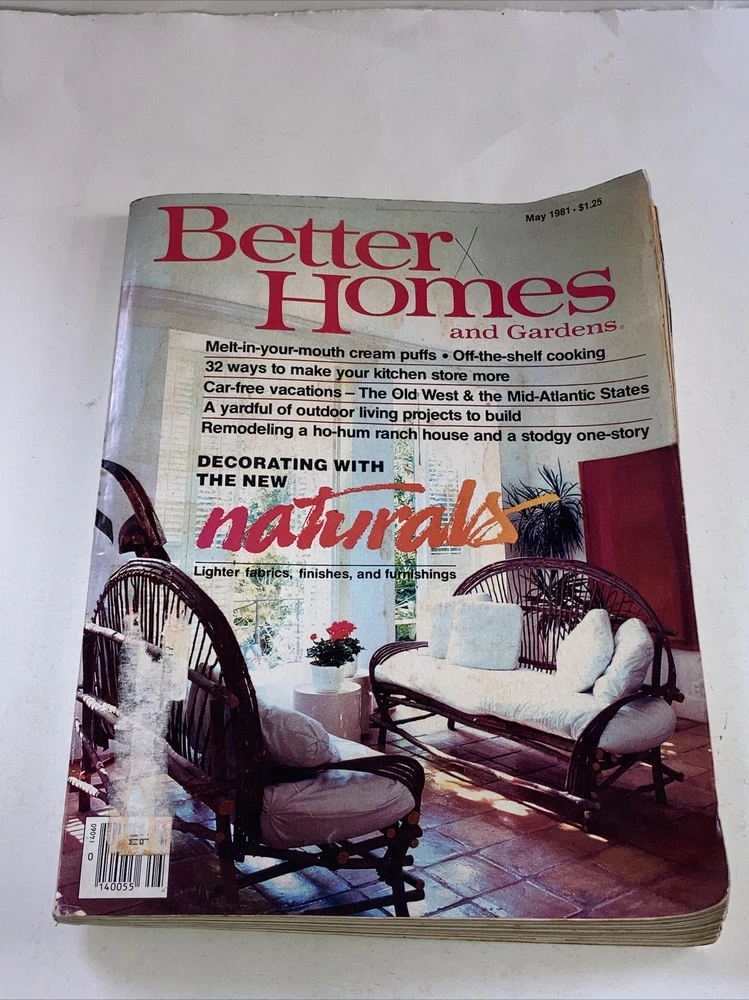 May 1981 · $1.25
Better
Homes
and Gardens®
Melt-in-your-mouth cream puffs • Off-the-shelf cooking
32 ways to make your kitchen store more
Car-free vacations – The Old West & the Mid-Atlantic States
A yardful of outdoor living projects to build
Remodeling a ho-hum ranch house and a stodgy one-story
DECORATING WITH
THE NEW
naturals
Lighter fabrics, finishes, and furnishings
14060
0
140055